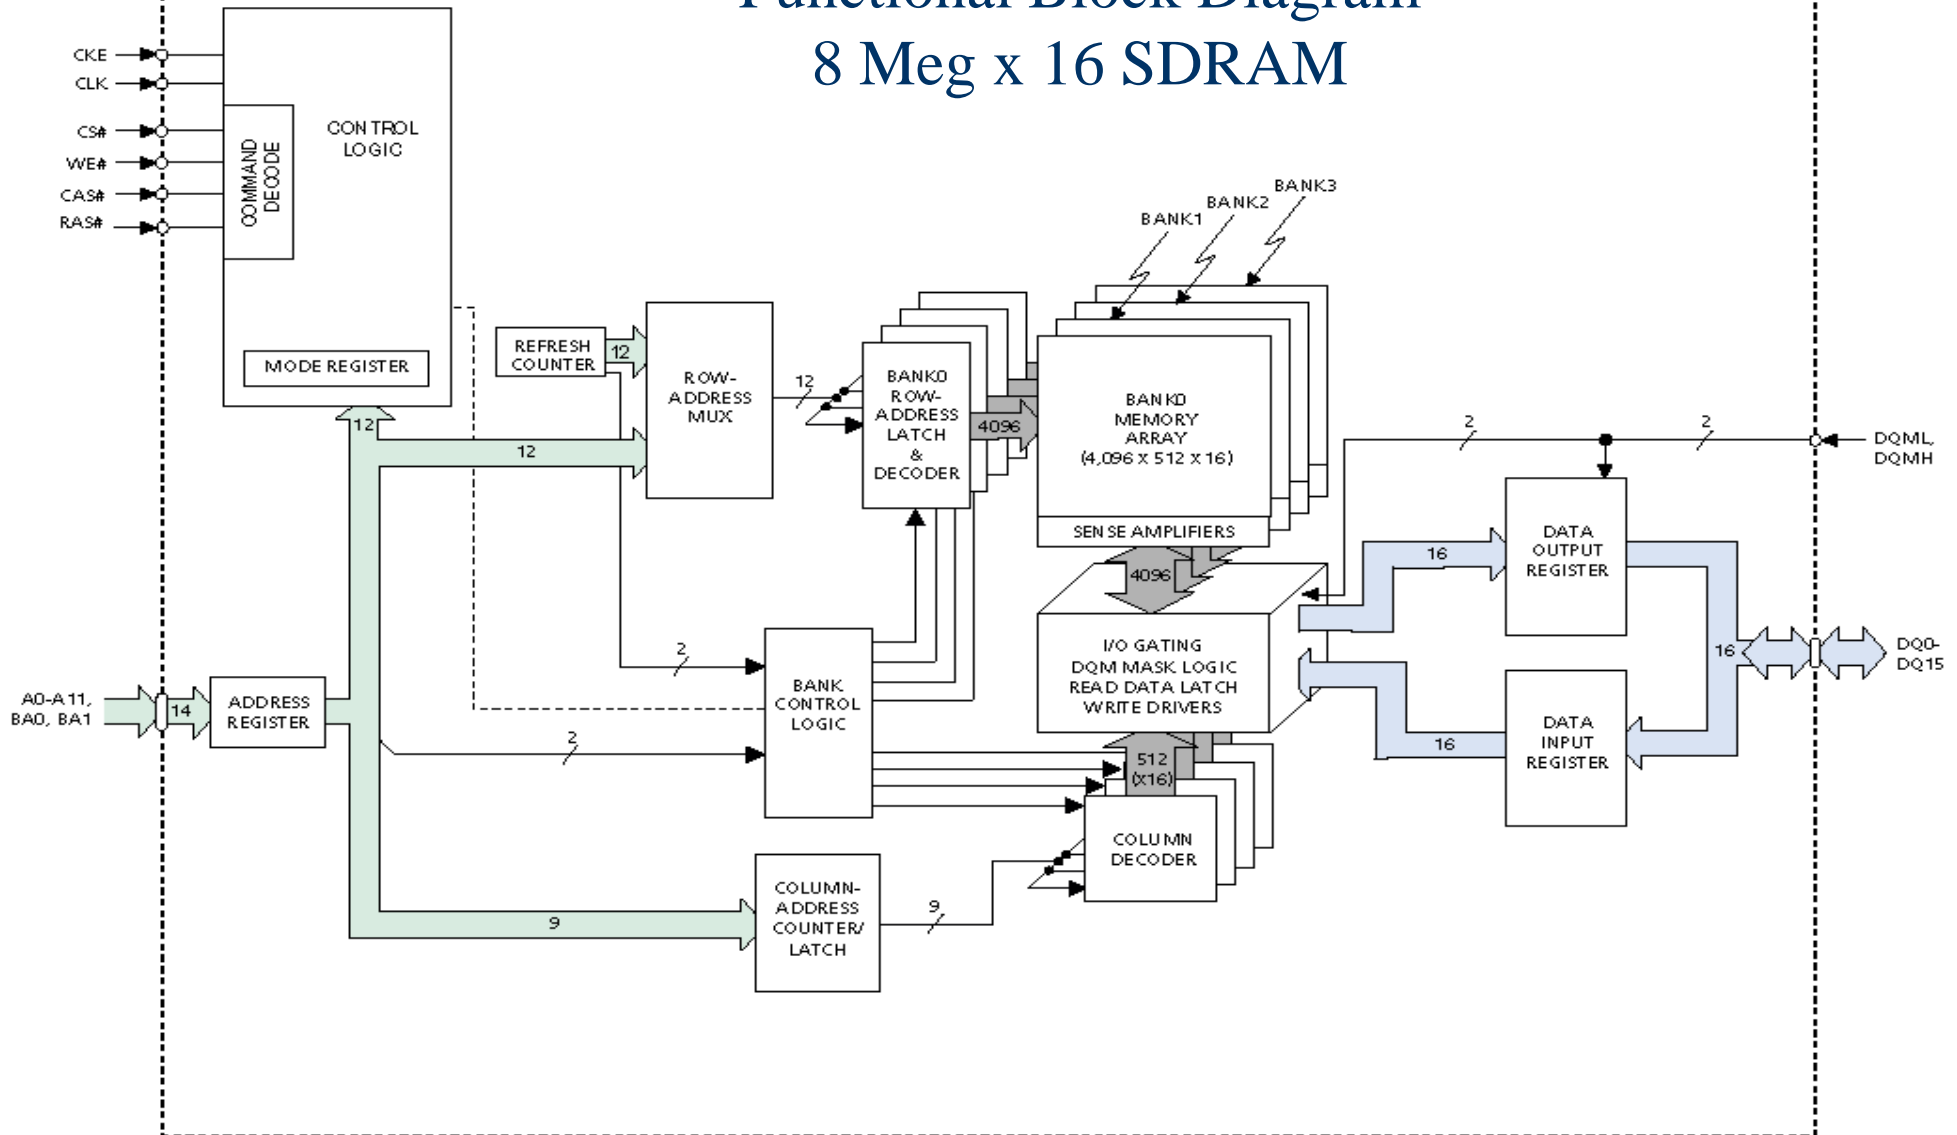 Functional Block Diagram
8 Meg x 16 SDRAM
CKE
CLK
CS#
WE#
CAS#
RAS#
COMMAND
DECODE
CONTROL
LOGIC
MODE REGISTER
BANK1
BANK2
BANK3
REFRESH
COUNTER
12
ROW-
ADDRESS
MUX
12
BANK0
ROW-
ADDRESS
LATCH
&
DECODER
4096
BANK0
MEMORY
ARRAY
(4,096 x 512 x 16)
SENSE AMPLIFIERS
12
12
4096
2
2
DQML,
DQMH
DATA
OUTPUT
REGISTER
16
I/O GATING
DQM MASK LOGIC
READ DATA LATCH
WRITE DRIVERS
16
DQ0-
DQ15
A0-A11,
BA0, BA1
14
ADDRESS
REGISTER
2
2
BANK
CONTROL
LOGIC
16
DATA
INPUT
REGISTER
512
(x16)
COLUMN
DECODER
9
COLUMN-
ADDRESS
COUNTER/
LATCH
9